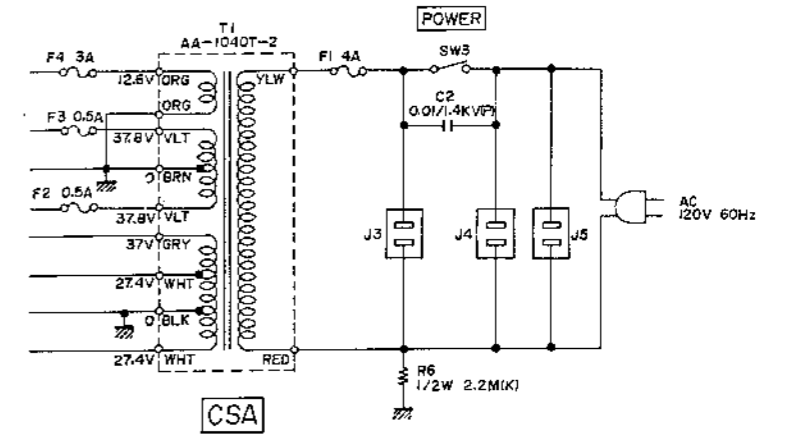 POWER
T1
AA-1040T-2
F4 3A
12.6V
ORG
YLW
F1 4A
SW3
ORG
C2
0.01/1.4KV(P)
F3 0.5A
37.8V
VLT
0
BRN
F2 0.5A
37.8V
VLT
J3
J4
J5
AC
120V 60Hz
37V
GRY
27.4V
WHT
0
BLK
27.4V
WHT
RED
R6
1/2W 2.2M(K)
CSA